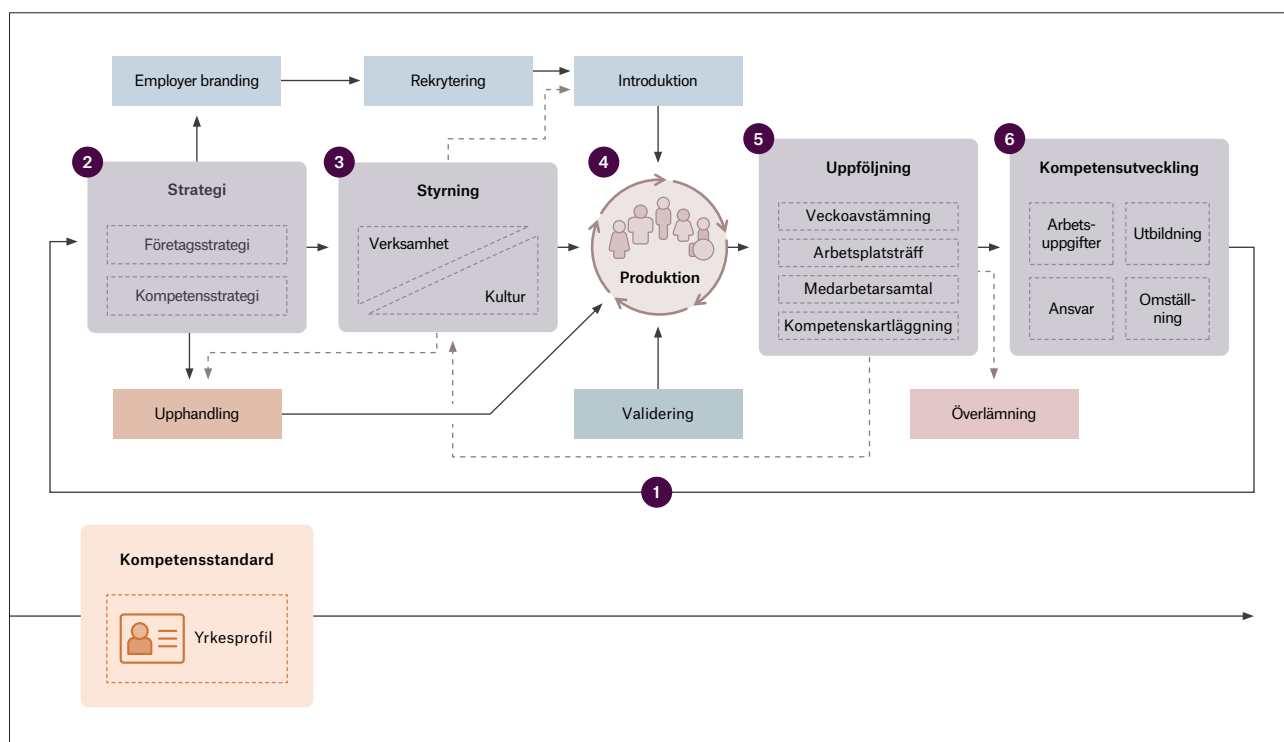 Employer branding
Rekrytering
Introduktion
2
Strategi
Företagsstrategi
Kompetensstrategi
3
Styrning
Verksamhet
Kultur
4
Produktion
5
Uppföljning
Veckoavstämning
Arbetsplatsträff
Medarbetarsamtal
Kompetenskartläggning
6
Kompetensutveckling
Arbets-
uppgifter
Utbildning
Ansvar
Omställ-
ning
Upphandling
Validering
Överlämning
1
Kompetensstandard
Yrkesprofil